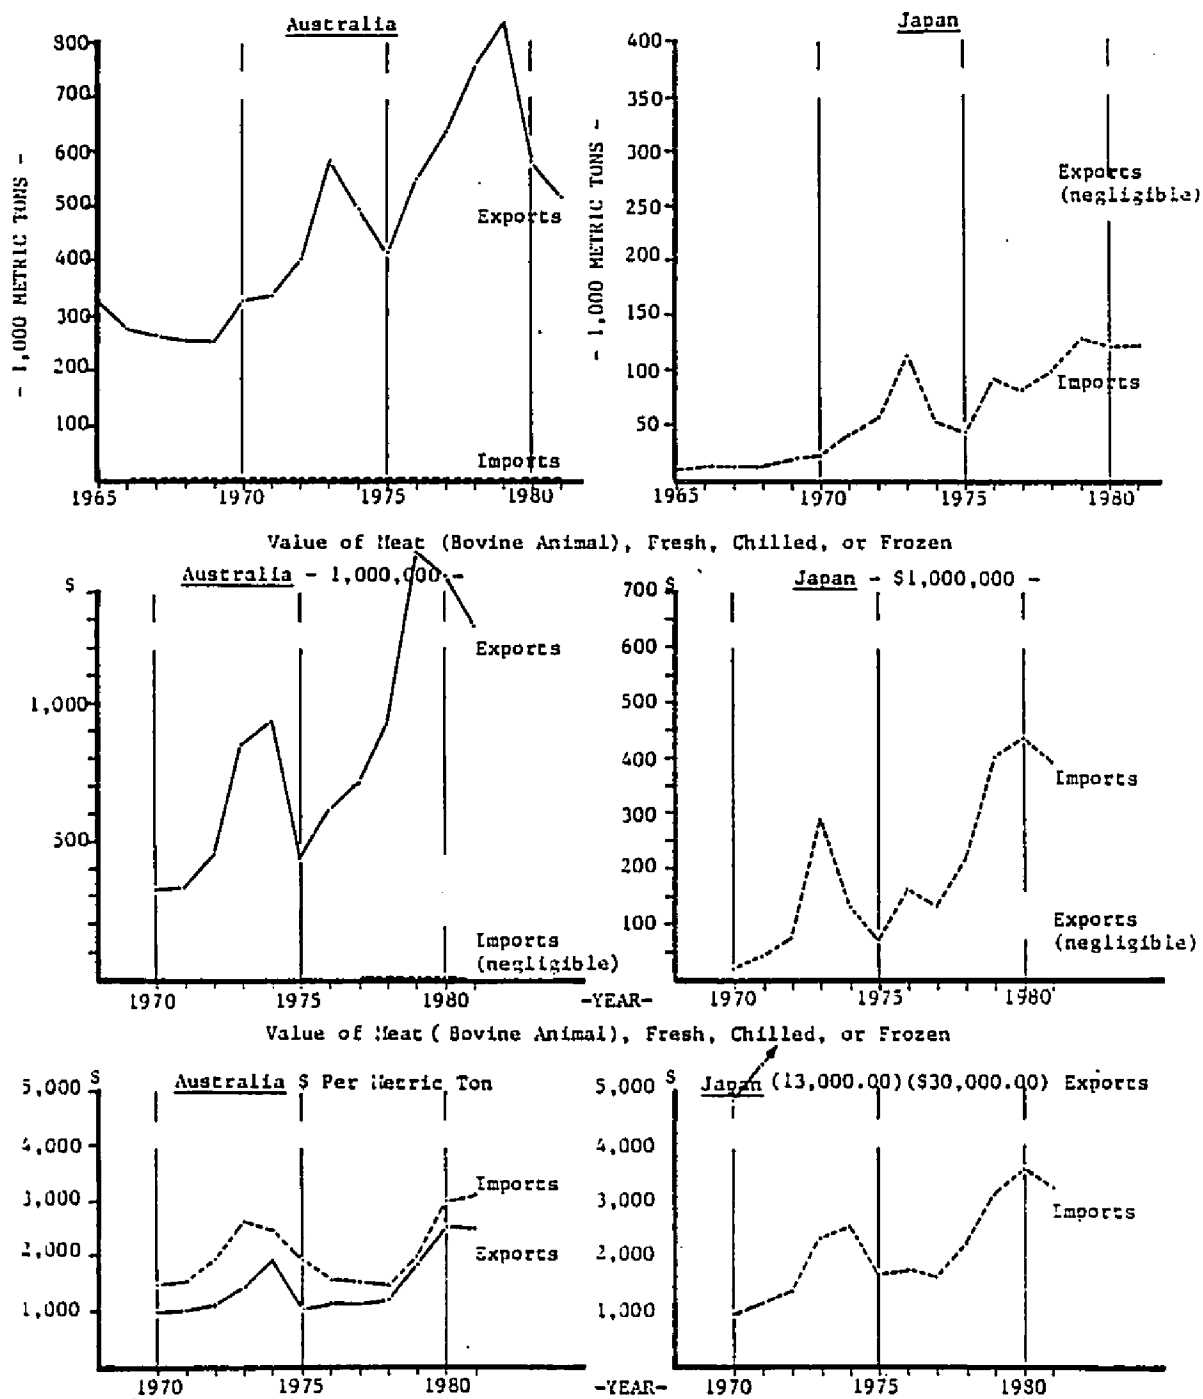 Australia
Japan
800
700
600
500
400
300
200
100
- 1,000 METRIC TONS -
Exports
Imports
1965 1970 1975 1980
400
350
300
250
200
150
100
50
- 1,000 METRIC TONS -
Exports
(negligible)
Imports
1965 1970 1975 1980
Value of Meat (Bovine Animal), Fresh, Chilled, or Frozen
Australia - 1,000,000 -
$
1,000
500
Exports
Imports
(negligible)
1970 1975 1980
Japan - $1,000,000 -
$
700
600
500
400
300
200
100
Imports
Exports
(negligible)
1970 1975 1980
-YEAR-
Value of Meat ( Bovine Animal), Fresh, Chilled, or Frozen
Australia $ Per Metric Ton
$
5,000
4,000
3,000
2,000
1,000
Imports
Exports
1970 1975 1980
Japan (13,000.00)($30,000.00) Exports
$
5,000
4,000
3,000
2,000
1,000
Imports
1970 1975 1980
-YEAR-